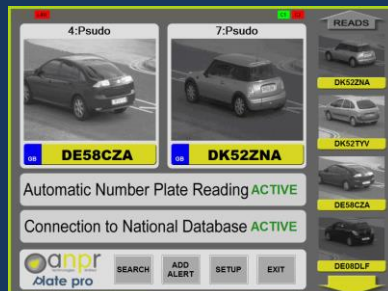 READS
4:Psudo
7:Psudo
DK52ZNA
DK52TYV
GB DE58CZA
GB DK52ZNA
Automatic Number Plate Reading ACTIVE
DE58CZA
Connection to National Database ACTIVE
anpr
plate pro
SEARCH
ADD
ALERT
SETUP
EXIT
DE08DLF